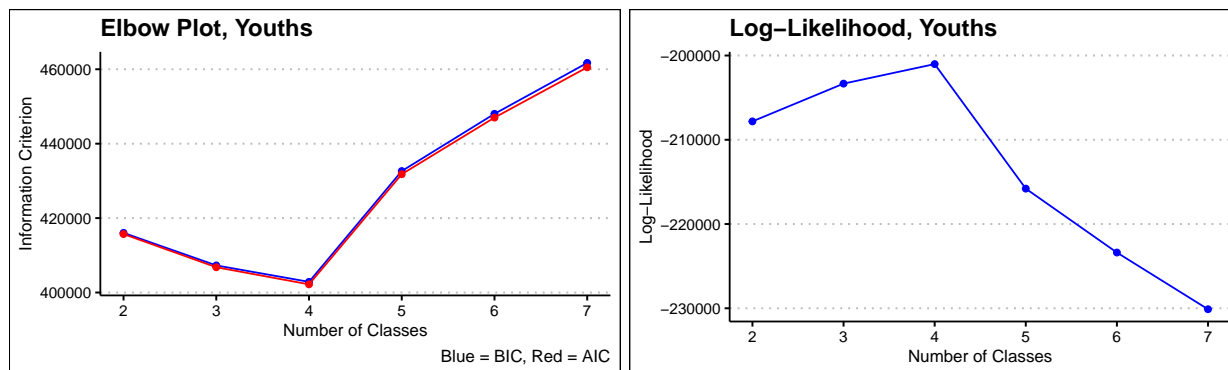 Elbow Plot, Youths
Information Criterion
460000
440000
420000
400000
2 3 4 5 6 7
Number of Classes
Blue = BIC, Red = AIC
Log−Likelihood, Youths
Log−Likelihood
−200000
−210000
−220000
−230000
2 3 4 5 6 7
Number of Classes